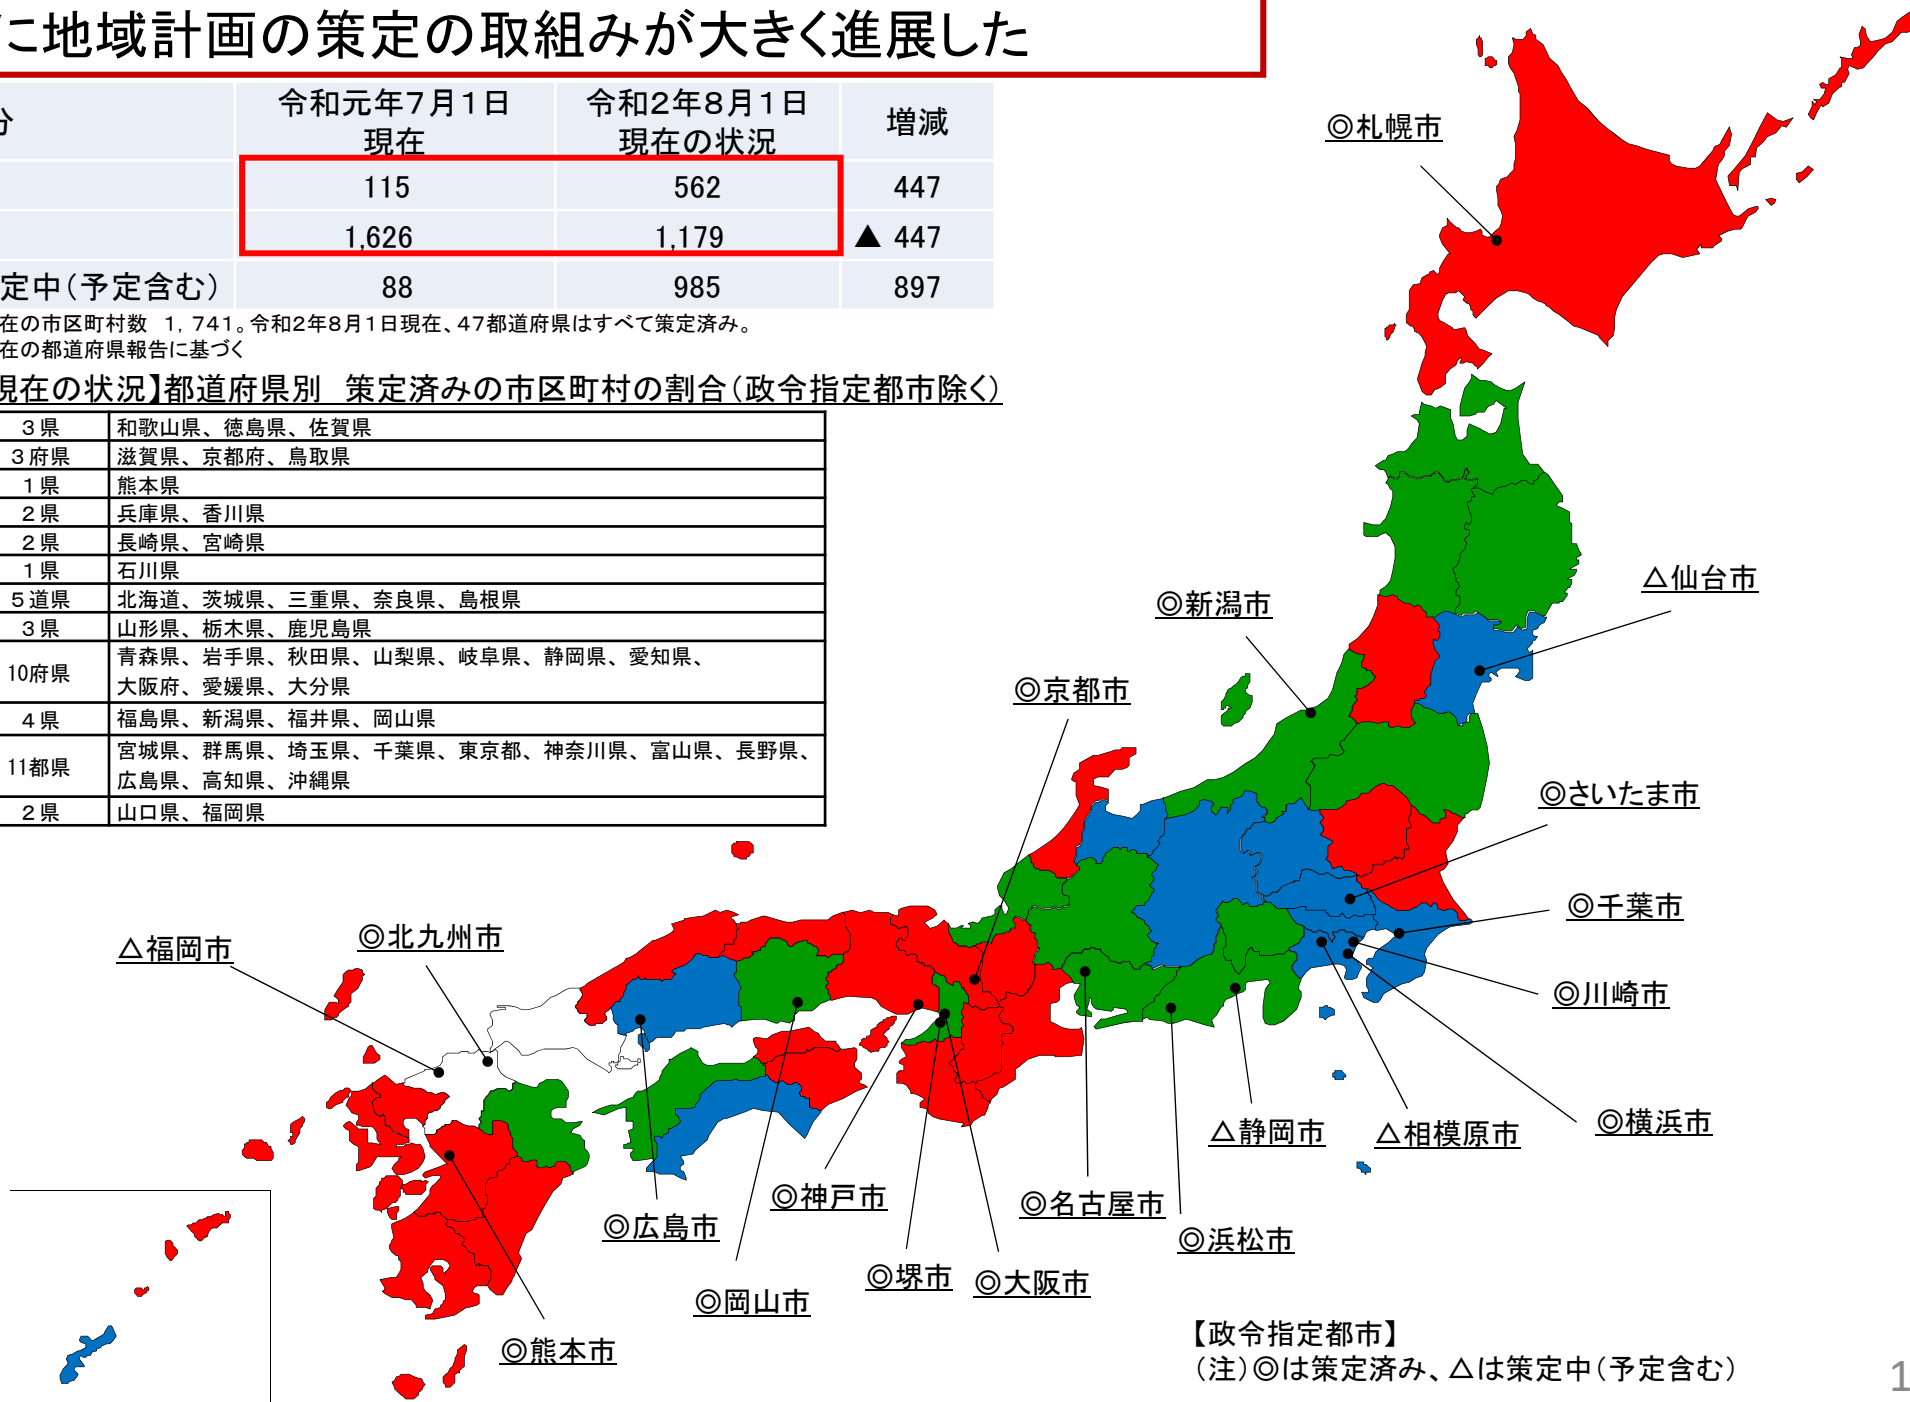 に地域計画の策定の取組みが大きく進展した
分 令和元年7月1日 現在 令和2年8月1日 現在の状況 増減
115 562 447
1,626 1,179 ▲ 447
定中（予定含む） 88 985 897
在の市区町村数 1,741。令和2年8月1日現在、47都道府県はすべて策定済み。
在の都道府県報告に基づく
現在の状況】都道府県別 策定済みの市区町村の割合（政令指定都市除く）
3県 和歌山県、徳島県、佐賀県
3府県 滋賀県、京都府、鳥取県
1県 熊本県
2県 兵庫県、香川県
2県 長崎県、宮崎県
1県 石川県
5道県 北海道、茨城県、三重県、奈良県、島根県
3県 山形県、栃木県、鹿児島県
10府県 青森県、岩手県、秋田県、山梨県、岐阜県、静岡県、愛知県、
大阪府、愛媛県、大分県
4県 福島県、新潟県、福井県、岡山県
11都県 宮城県、群馬県、埼玉県、千葉県、東京都、神奈川県、富山県、長野県、
広島県、高知県、沖縄県
2県 山口県、福岡県
◎札幌市
△仙台市
◎新潟市
◎京都市
◎さいたま市
◎千葉市
◎北九州市
△福岡市
◎川崎市
◎横浜市
△静岡市
△相模原市
◎神戸市
◎名古屋市
◎広島市
◎浜松市
◎堺市
◎大阪市
◎岡山市
◎熊本市
【政令指定都市】
（注）◎は策定済み、△は策定中（予定含む）
1